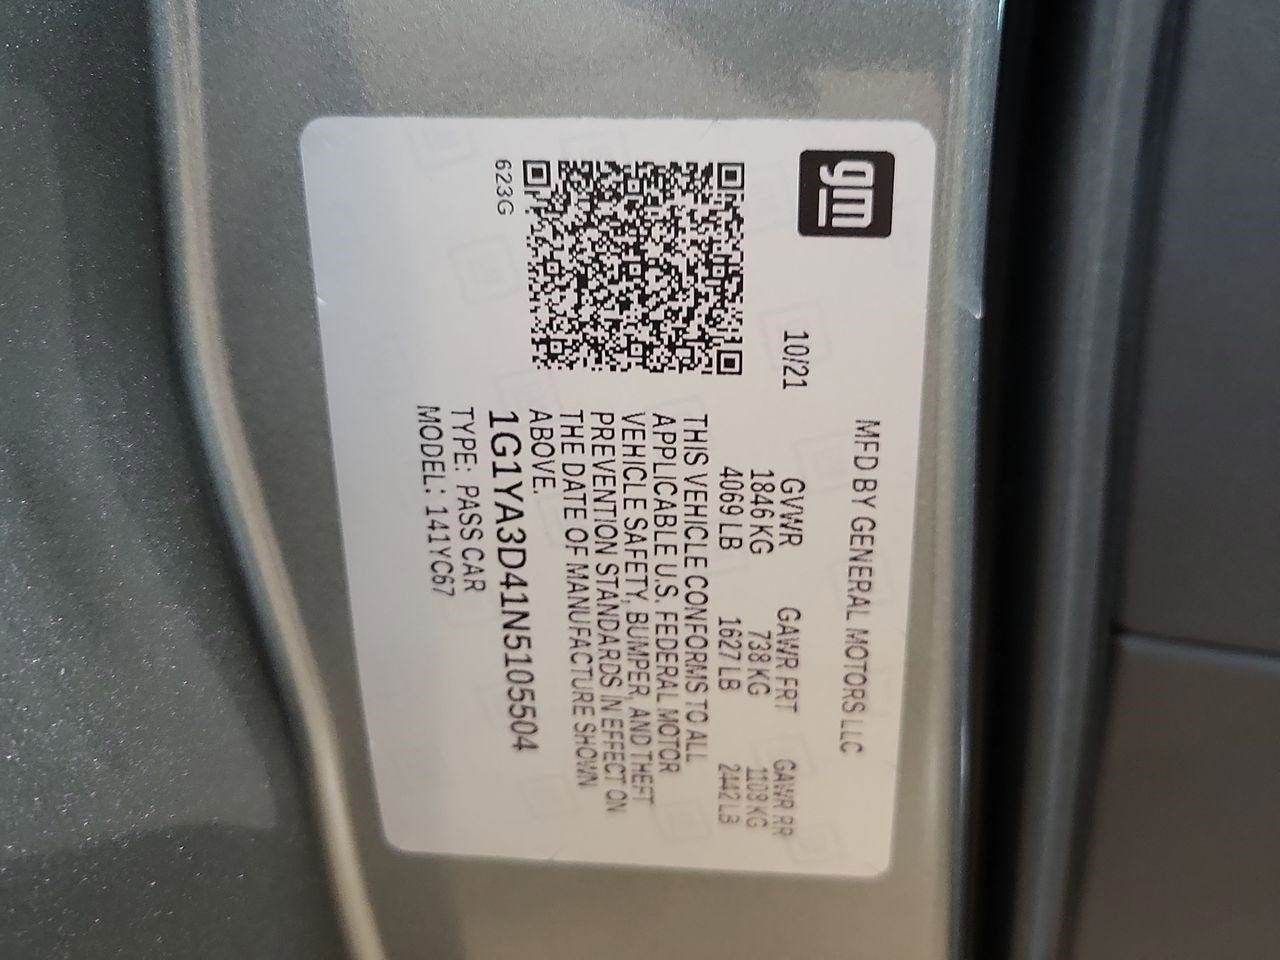 gm
MFD BY GENERAL MOTORS LLC
10/21 GVWR GAWR FRT GAWR RR
1846 KG 738 KG 1108 KG
4069 LB 1627 LB 2442 LB
THIS VEHICLE CONFORMS TO ALL
APPLICABLE U.S. FEDERAL MOTOR
VEHICLE SAFETY, BUMPER, AND THEFT
PREVENTION STANDARDS IN EFFECT ON
THE DATE OF MANUFACTURE SHOWN
ABOVE.
1G1YA3D41N5105504
TYPE: PASS CAR
MODEL: 141YC67
623G